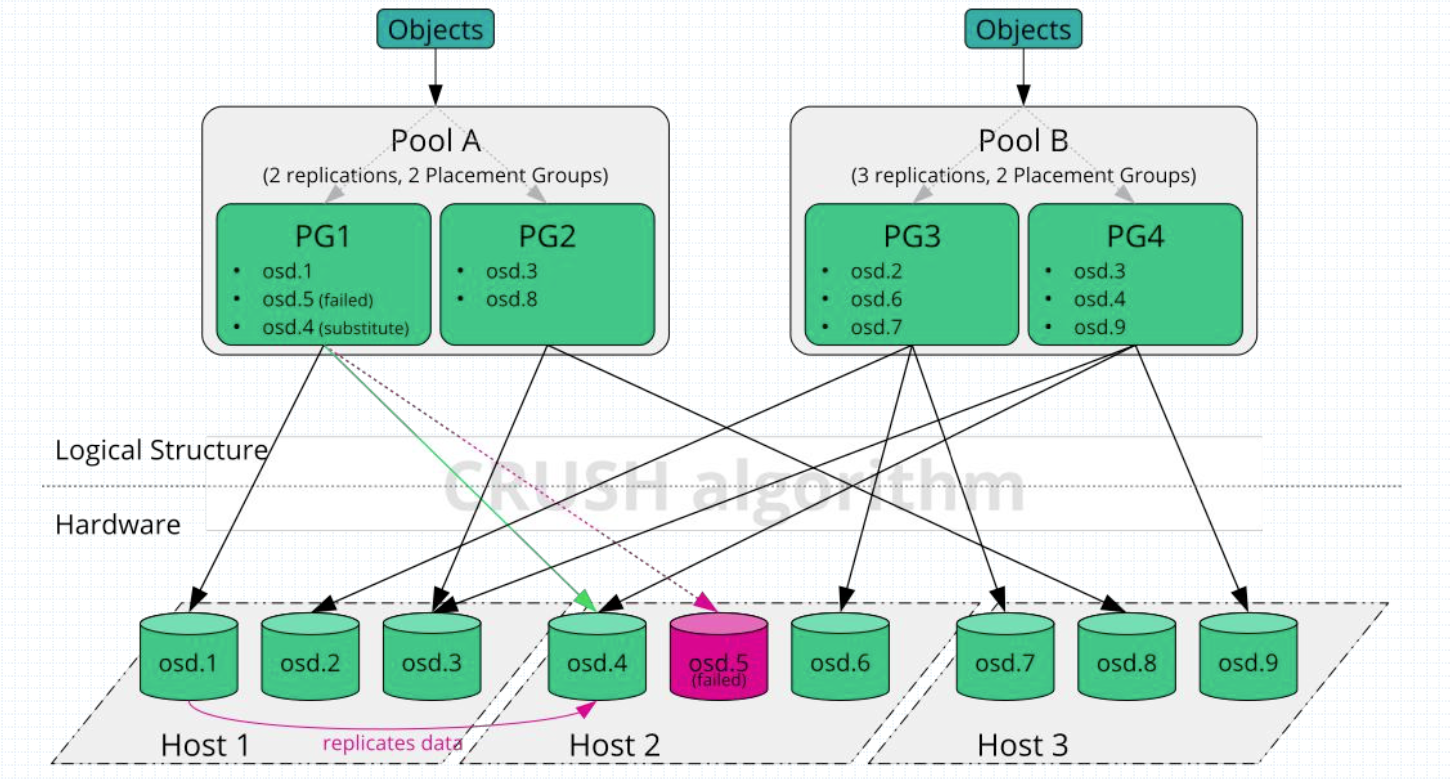 Objects
Objects
Pool A
(2 replications, 2 Placement Groups)
PG1
• osd.1
• osd.5 (failed)
• osd.4 (substitute)
PG2
• osd.3
• osd.8
Pool B
(3 replications, 2 Placement Groups)
PG3
• osd.2
• osd.6
• osd.7
PG4
• osd.3
• osd.4
• osd.9
Logical Structure
CRUSH algorithm
Hardware
osd.1
osd.2
osd.3
osd.4
osd.5
(failed)
osd.6
osd.7
osd.8
osd.9
replicates data
Host 1
Host 2
Host 3